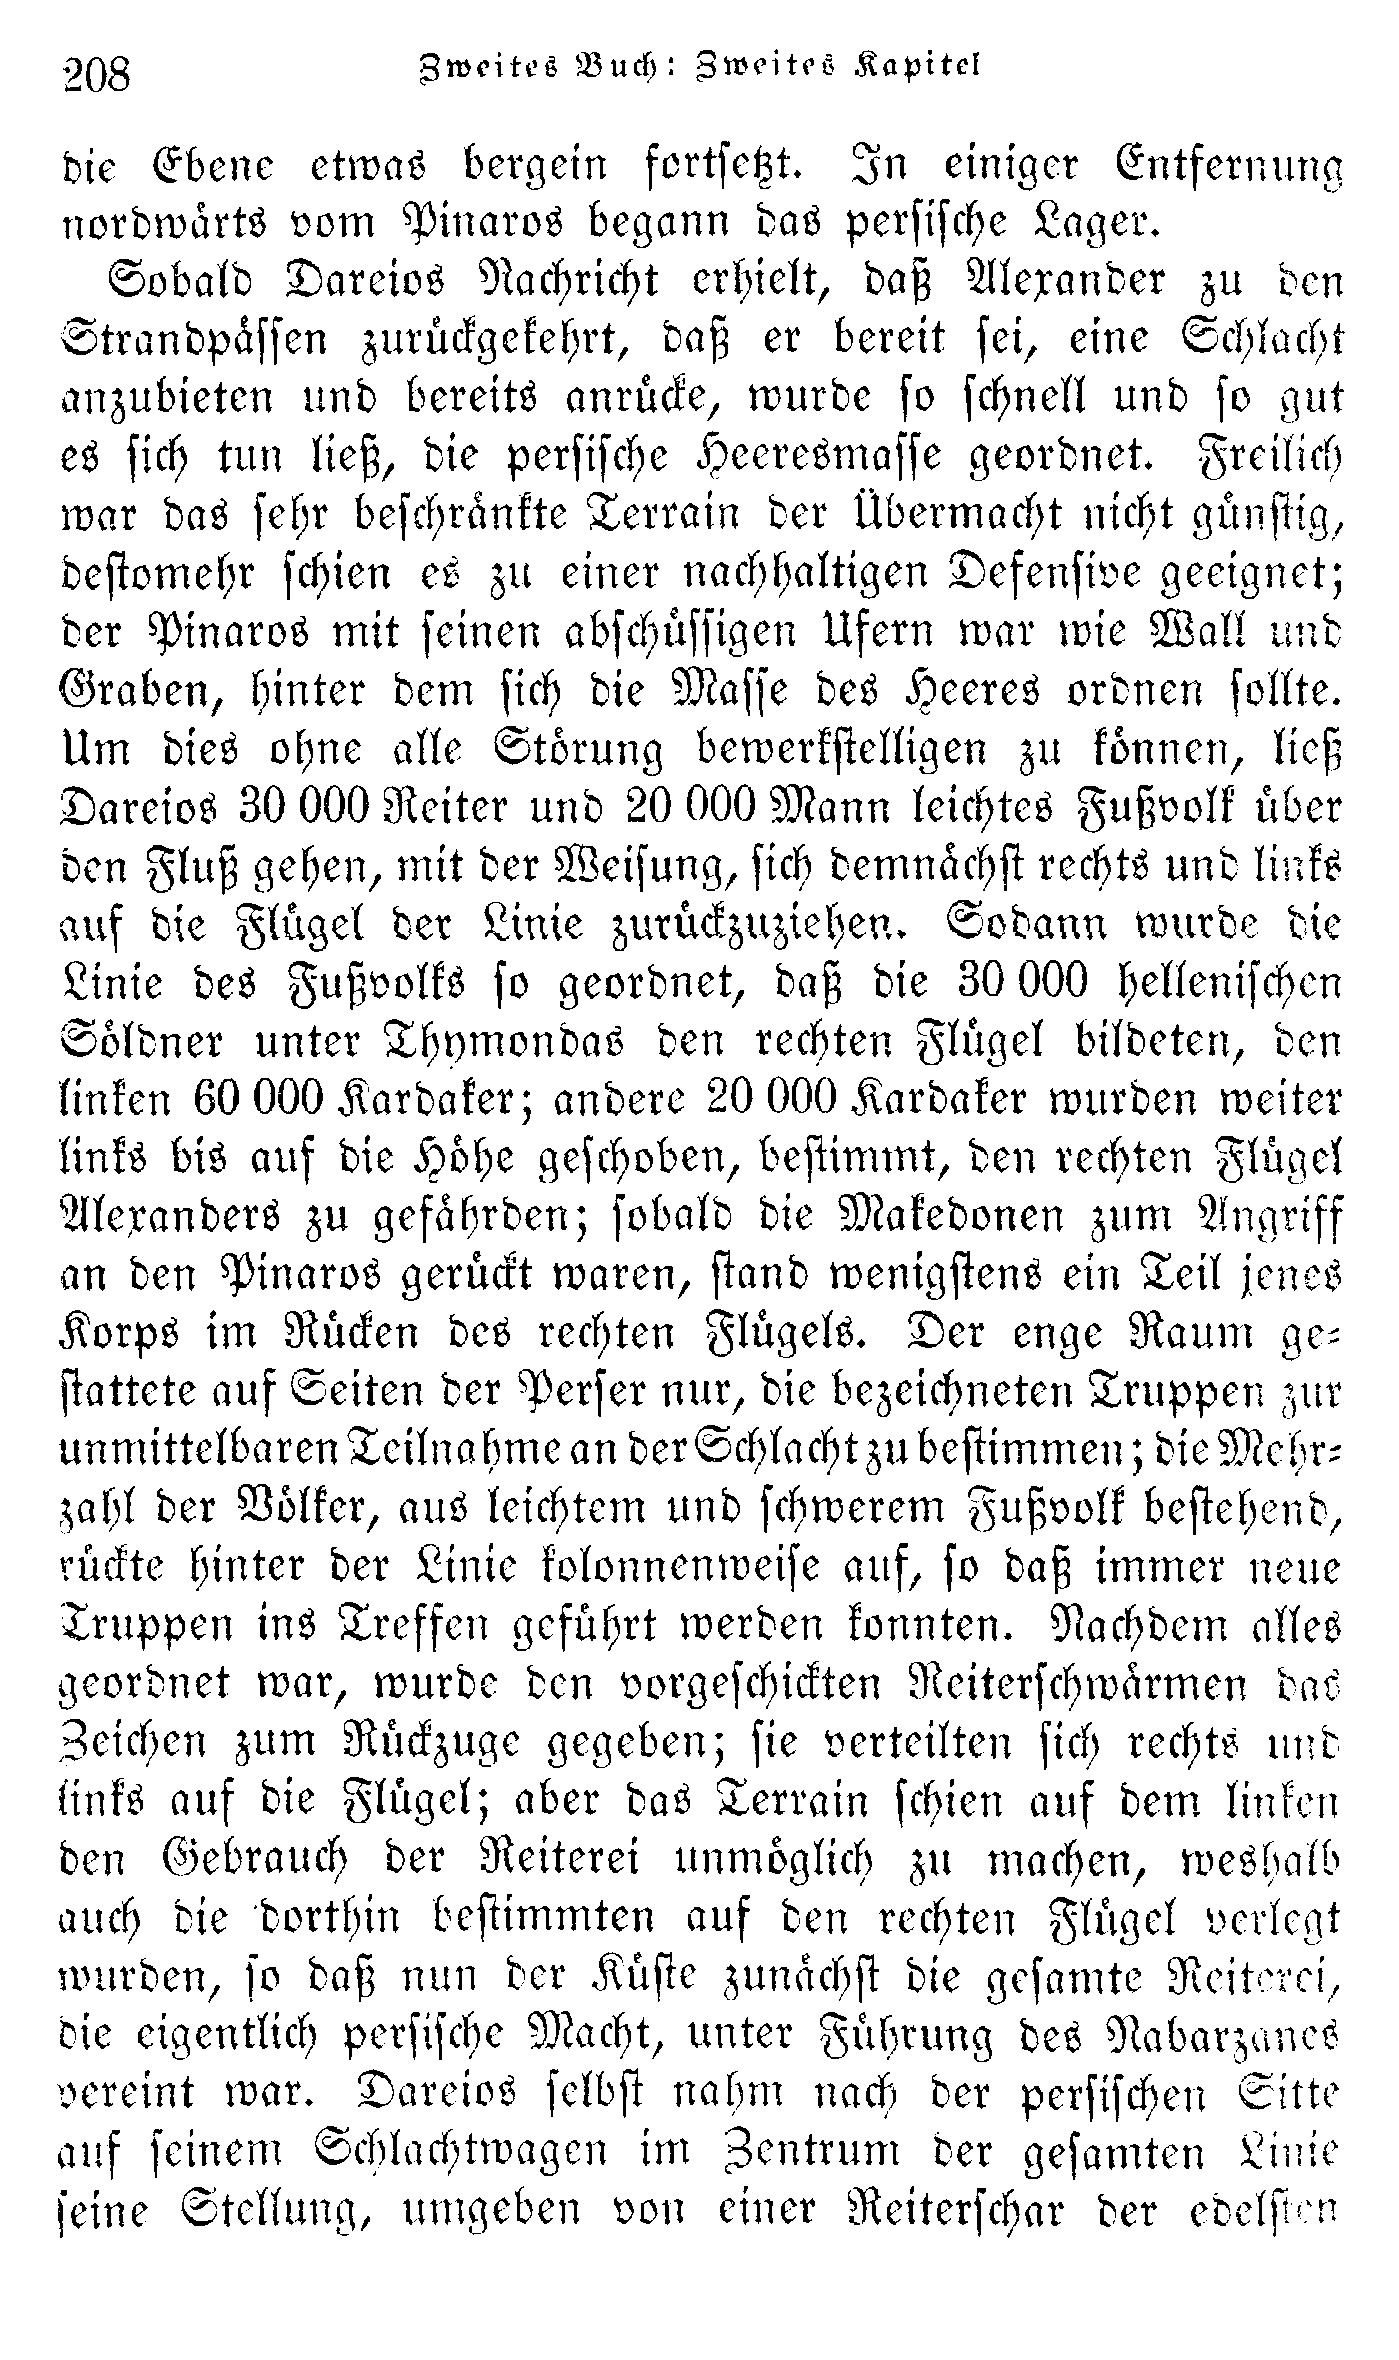 208
Zweites Buch: Zweites Kapitel
die Ebene etwas bergein fortsetzt. In einiger Entfernung
nordwärts vom Pinaros begann das persische Lager.
Sobald Dareios Nachricht erhielt, daß Alexander zu den
Strandpässen zurückgekehrt, daß er bereit sei, eine Schlacht
anzubieten und bereits anrücke, wurde so schnell und so gut
es sich tun ließ, die persische Heeresmasse geordnet. Freilich
war das sehr beschränkte Terrain der Übermacht nicht günstig,
destomehr schien es zu einer nachhaltigen Defensive geeignet;
der Pinaros mit seinen abschüssigen Ufern war wie Wall und
Graben, hinter dem sich die Masse des Heeres ordnen sollte.
Um dies ohne alle Störung bewerkstelligen zu können, ließ
Dareios 30 000 Reiter und 20 000 Mann leichtes Fußvolk über
den Fluß gehen, mit der Weisung, sich demnächst rechts und links
auf die Flügel der Linie zurückzuziehen. Sodann wurde die
Linie des Fußvolks so geordnet, daß die 30 000 hellenischen
Söldner unter Thymondas den rechten Flügel bildeten, den
linken 60 000 Kardaker; andere 20 000 Kardaker wurden weiter
links bis auf die Höhe geschoben, bestimmt, den rechten Flügel
Alexanders zu gefährden; sobald die Makedonen zum Angriff
an den Pinaros gerückt waren, stand wenigstens ein Teil jenes
Korps im Rücken des rechten Flügels. Der enge Raum ge-
stattete auf Seiten der Perser nur, die bezeichneten Truppen zur
unmittelbaren Teilnahme an der Schlacht zu bestimmen; die Mehr-
zahl der Völker, aus leichtem und schwerem Fußvolk bestehend,
rückte hinter der Linie kolonnenweise auf, so daß immer neue
Truppen ins Treffen geführt werden konnten. Nachdem alles
geordnet war, wurde den vorgeschickten Reiterschwärmen das
Zeichen zum Rückzuge gegeben; sie verteilten sich rechts und
links auf die Flügel; aber das Terrain schien auf dem linken
den Gebrauch der Reiterei unmöglich zu machen, weshalb
auch die dorthin bestimmten auf den rechten Flügel verlegt
wurden, so daß nun der Küste zunächst die gesamte Reiterei,
die eigentlich persische Macht, unter Führung des Nabarzanes
vereint war. Dareios selbst nahm nach der persischen Sitte
auf seinem Schlachtwagen im Zentrum der gesamten Linie
seine Stellung, umgeben von einer Reiterschar der edelsten